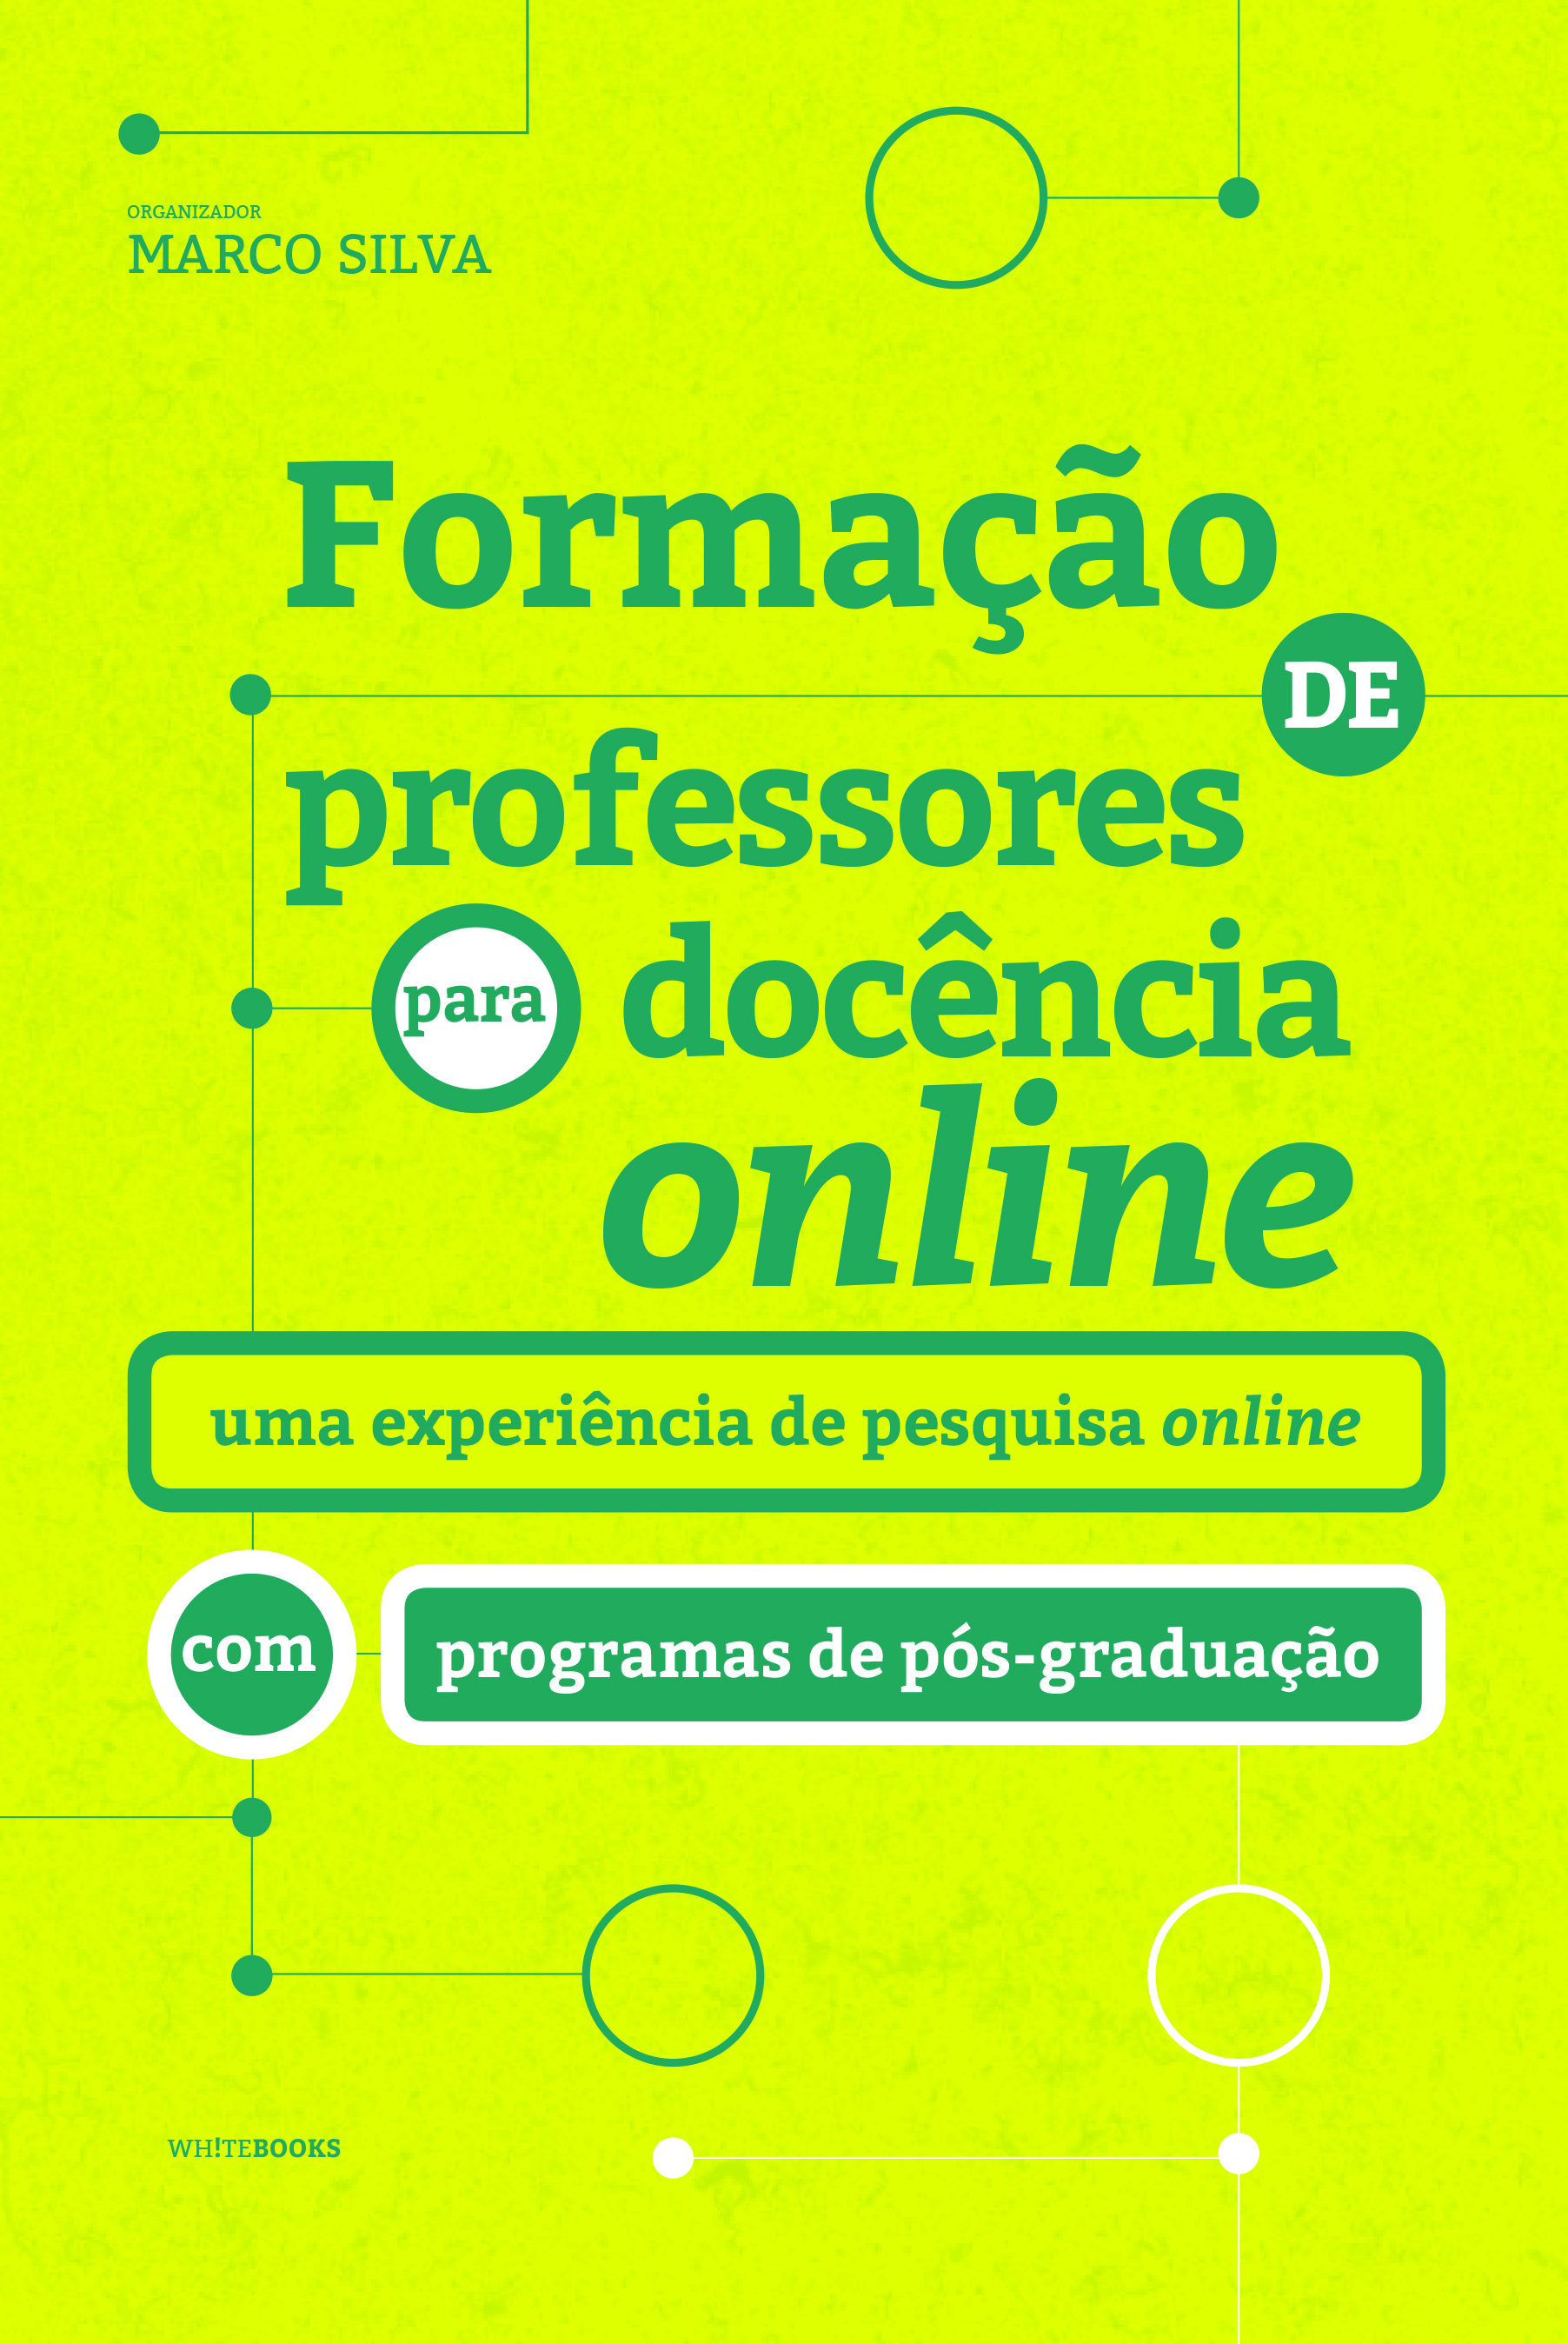 ORGANIZADOR
MARCO SILVA
Formação
DE
professores
para docência
online
uma experiência de pesquisa online
com programas de pós-graduação
WH!TEBOOKS